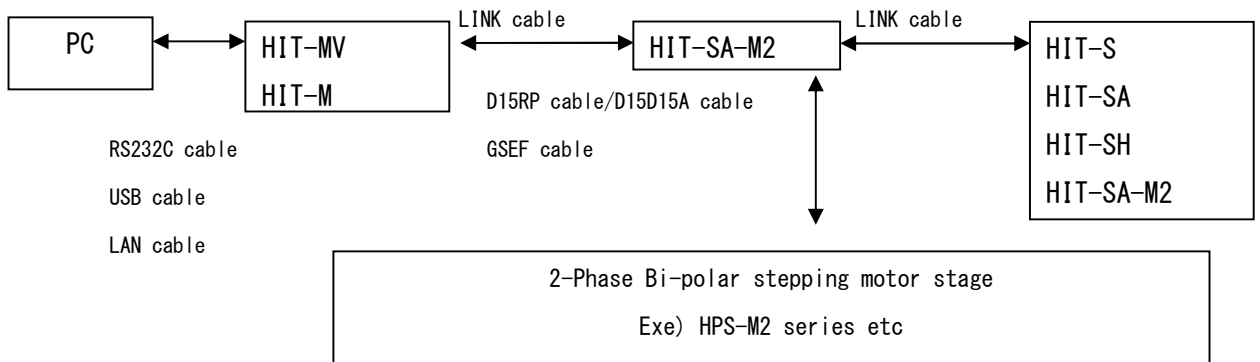 PC
HIT-MV
HIT-M
LINK cable
HIT-SA-M2
LINK cable
HIT-S
HIT-SA
HIT-SH
HIT-SA-M2
RS232C cable
USB cable
LAN cable
D15RP cable/D15D15A cable
GSEF cable
2-Phase Bi-polar stepping motor stage
Exe) HPS-M2 series etc